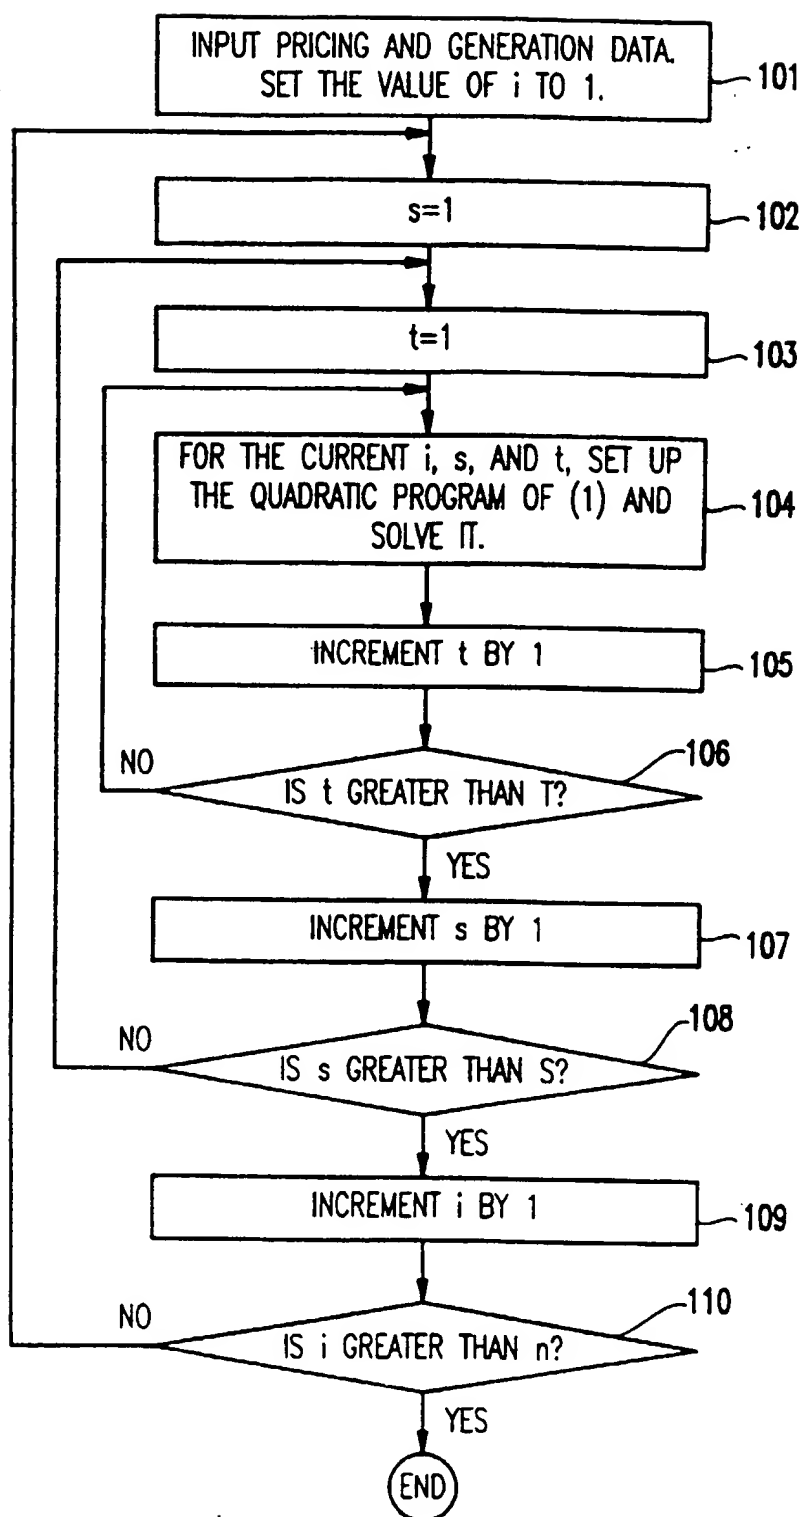 INPUT PRICING AND GENERATION DATA.
SET THE VALUE OF i TO 1.
101
s=1
102
t=1
103
FOR THE CURRENT i, s, AND t, SET UP
THE QUADRATIC PROGRAM OF (1) AND
SOLVE IT.
104
INCREMENT t BY 1
105
106
NO
IS t GREATER THAN T?
YES
INCREMENT s BY 1
107
108
NO
IS s GREATER THAN S?
YES
INCREMENT i BY 1
109
110
NO
IS i GREATER THAN n?
YES
END